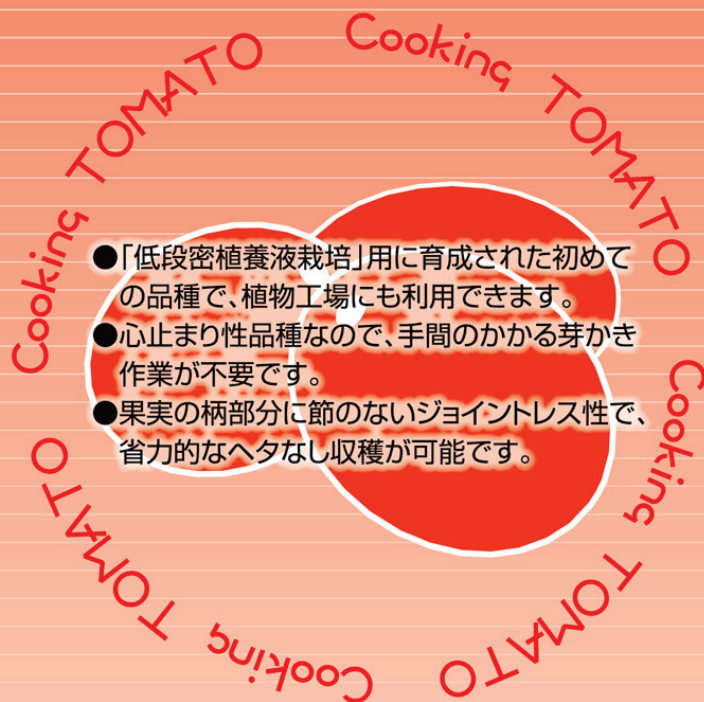 Cooking TOMATO
Cooking TOMATO
Cooking TOMATO
Cooking TOMATO
●「低段密植養液栽培」用に育成された初めて
の品種で、植物工場にも利用できます。
●心止まり性品種なので、手間のかかる芽かき
作業が不要です。
●果実の柄部分に節のないジョイントレス性で、
省力的なヘタなし収穫が可能です。